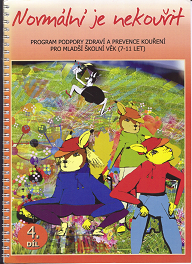 Normální je nekouřit
PROGRAM PODPORY ZDRAVÍ A PREVENCE KOUŘENÍ
PRO MLADŠÍ ŠKOLNÍ VĚK (7-11 LET)
4.
DÍL